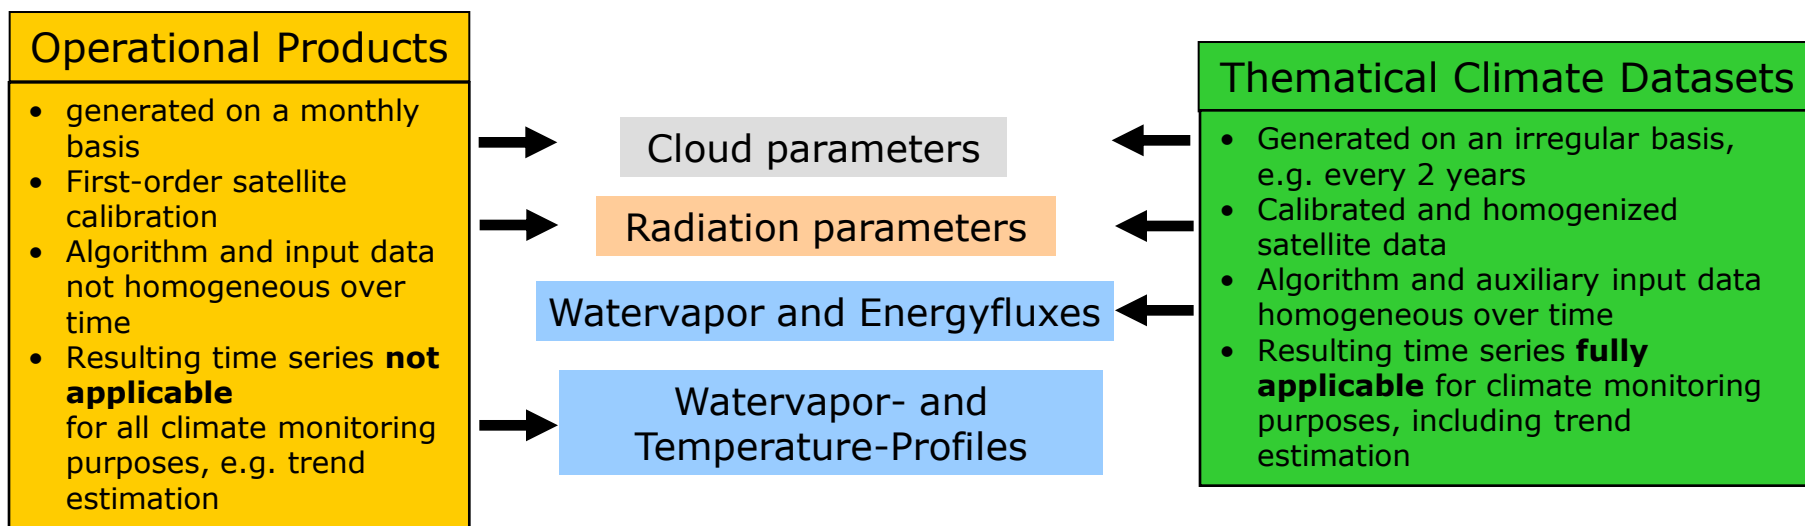 Operational Products
• generated on a monthly
basis
• First-order satellite
calibration
• Algorithm and input data
not homogeneous over
time
• Resulting time series not
applicable
for all climate monitoring
purposes, e.g. trend
estimation
Cloud parameters
Radiation parameters
Watervapor and Energyfluxes
Watervapor- and
Temperature-Profiles
Thematical Climate Datasets
• Generated on an irregular basis,
e.g. every 2 years
• Calibrated and homogenized
satellite data
• Algorithm and auxiliary input data
homogeneous over time
• Resulting time series fully
applicable for climate monitoring
purposes, including trend
estimation